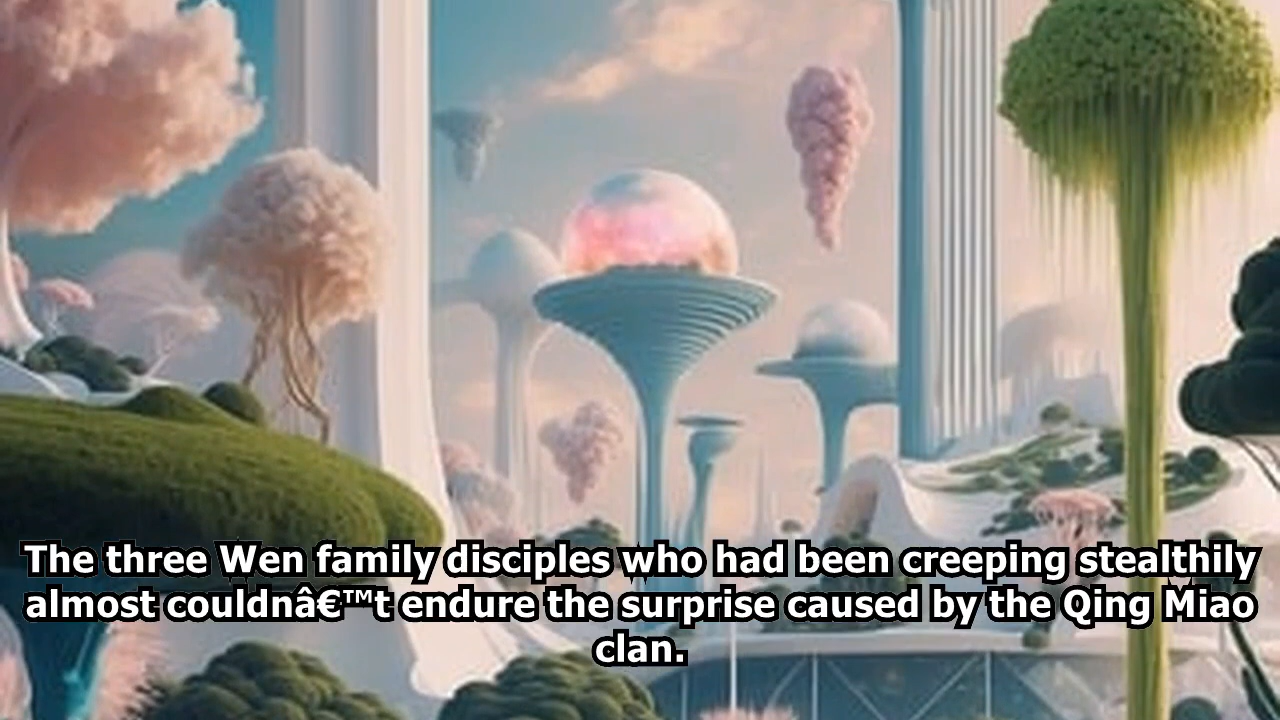 The three Wen family disciples who had been creeping stealthily
almost couldnâ€™t endure the surprise caused by the Qing Miao
clan.